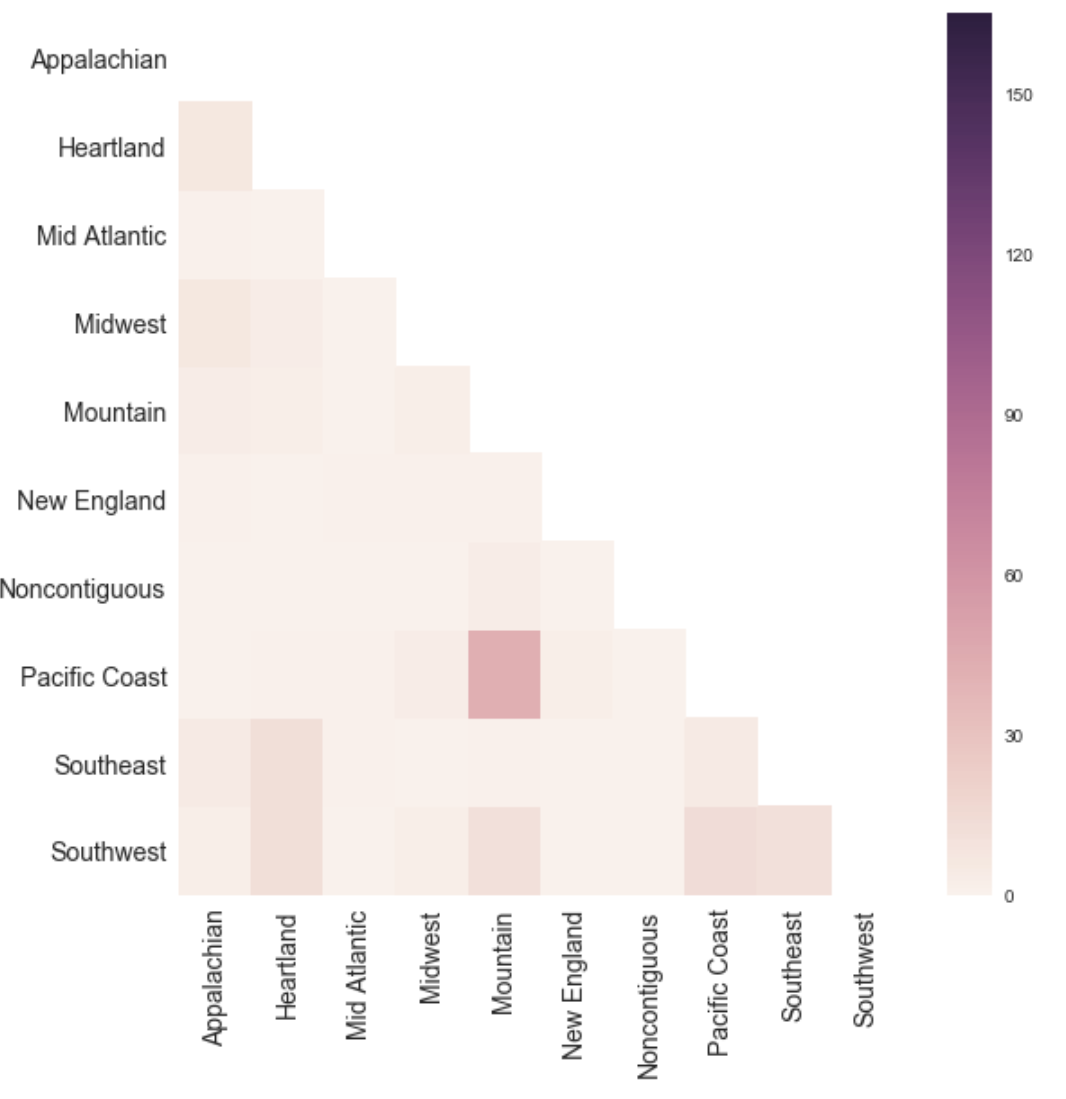 Appalachian
Heartland
Mid Atlantic
Midwest
Mountain
New England
Noncontiguous
Pacific Coast
Southeast
Southwest
Appalachian
Heartland
Mid Atlantic
Midwest
Mountain
New England
Noncontiguous
Pacific Coast
Southeast
Southwest
150
120
90
60
30
0